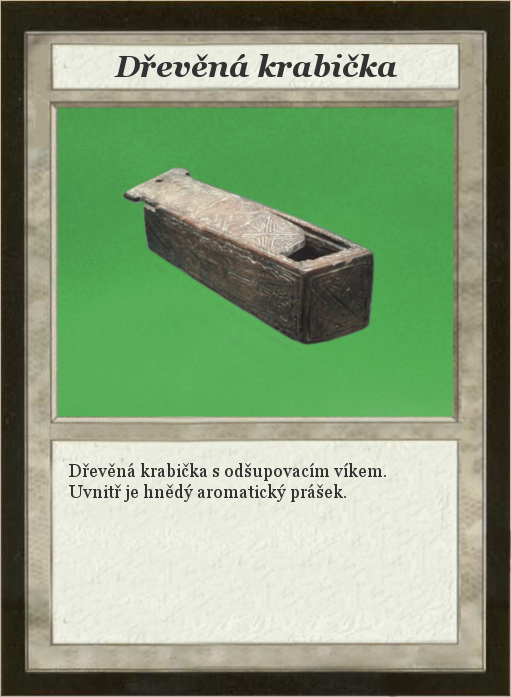 Dřevěná krabička
Dřevěná krabička s odšupovacím víkem.
Uvnitř je hnědý aromatický prášek.